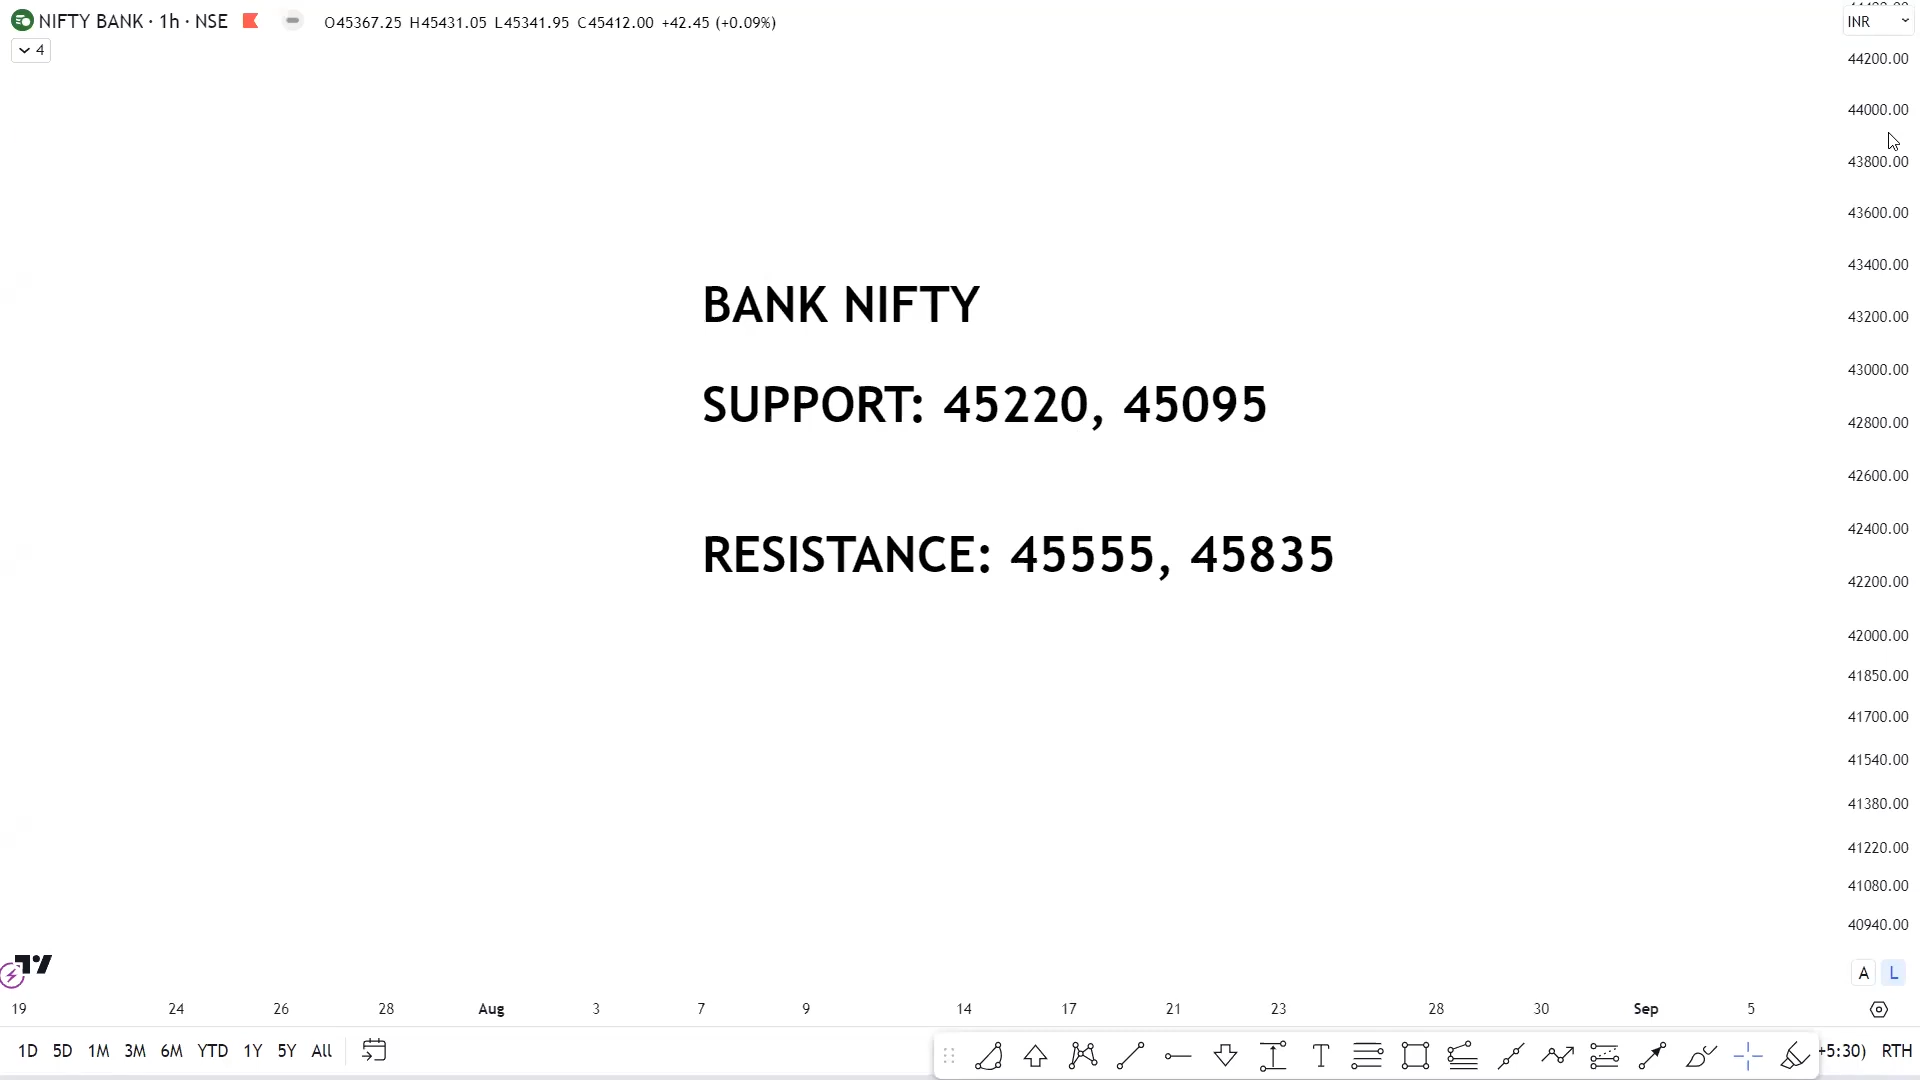 NIFTY BANK · 1h · NSE O45367.25 H45431.05 L45341.95 C45412.00 +42.45 (+0.09%)
INR
4
44200.00
44000.00
43800.00
43600.00
43400.00
43200.00
43000.00
42800.00
42600.00
42400.00
42200.00
42000.00
41850.00
41700.00
41540.00
41380.00
41220.00
41080.00
40940.00
BANK NIFTY
SUPPORT: 45220, 45095
RESISTANCE: 45555, 45835
A L
19 24 26 28 Aug 3 7 9 14 17 21 23 28 30 Sep 5
1D 5D 1M 3M 6M YTD 1Y 5Y All
+5:30) RTH